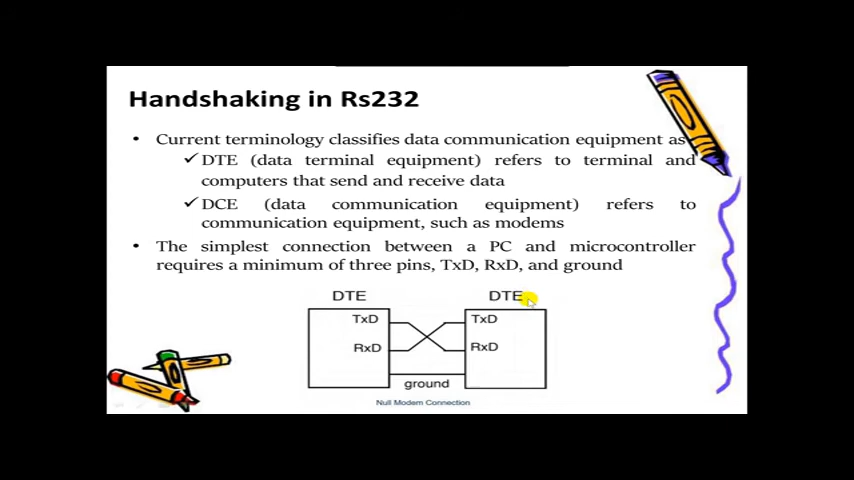 Handshaking in Rs232
• Current terminology classifies data communication equipment as
✓ DTE (data terminal equipment) refers to terminal and
computers that send and receive data
✓ DCE (data communication equipment) refers to
communication equipment, such as modems
• The simplest connection between a PC and microcontroller
requires a minimum of three pins, TxD, RxD, and ground
DTE DTE
TxD TxD
RxD RxD
ground
Null Modem Connection